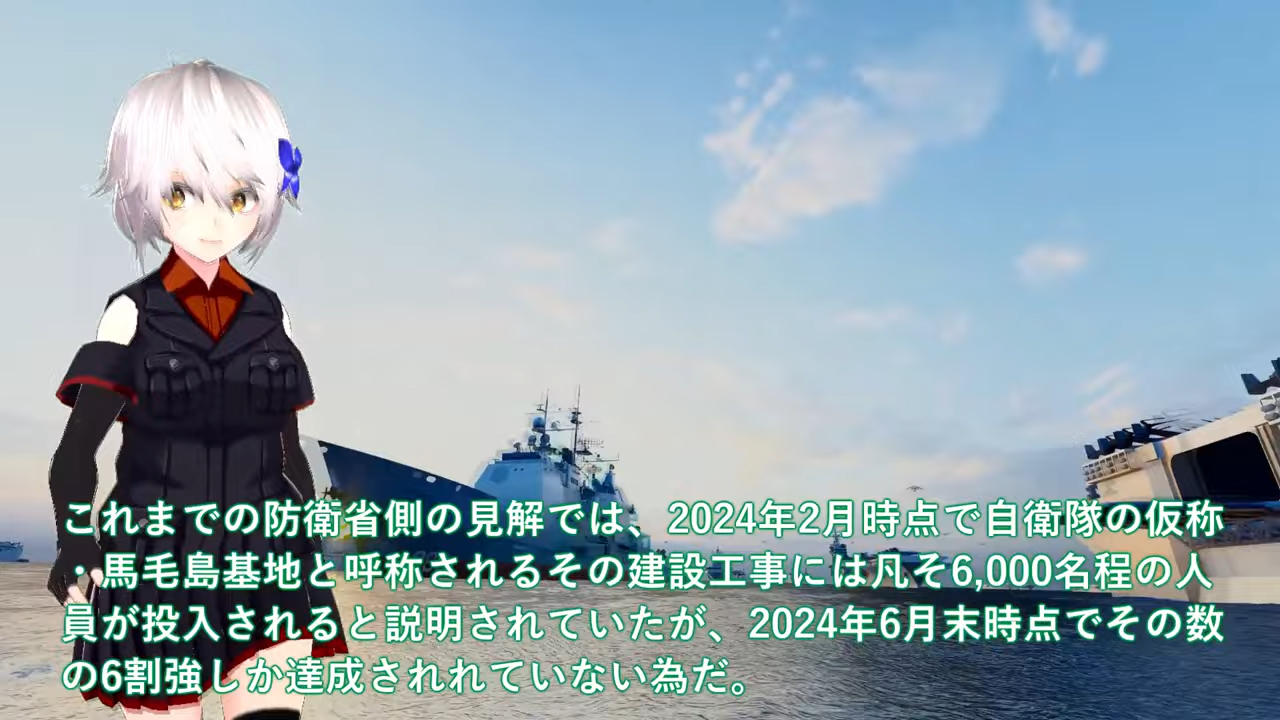 これまでの防衛省側の見解では、2024年2月時点で自衛隊の仮称
・馬毛島基地と呼称されるその建設工事には凡そ6,000名程の人
員が投入されると説明されていたが、2024年6月末時点でその数
の6割強しか達成されれていない為だ。